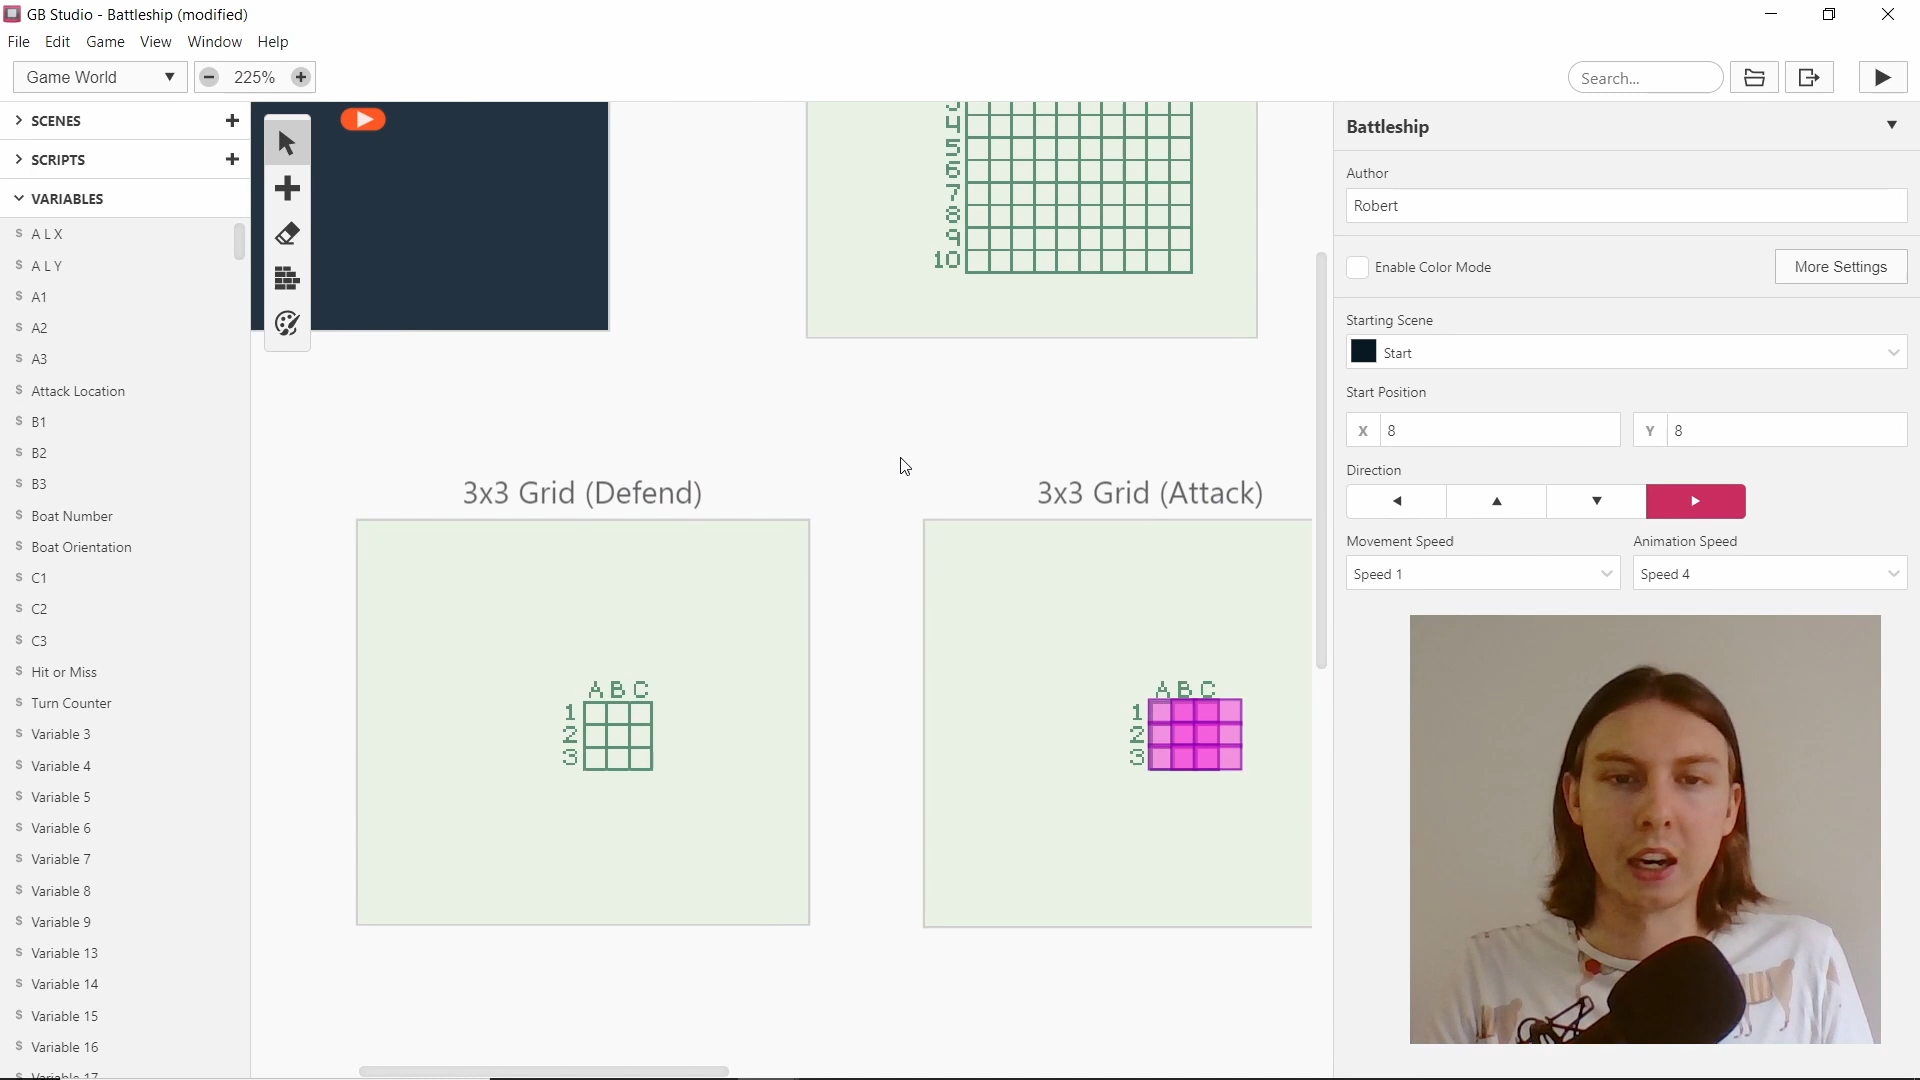 GB Studio - Battleship (modified)
File Edit Game View Window Help
Game World
225%
Search...
SCENES
SCRIPTS
VARIABLES
$ A L X
$ A L Y
$ A1
$ A2
$ A3
$ Attack Location
$ B1
$ B2
$ B3
$ Boat Number
$ Boat Orientation
$ C1
$ C2
$ C3
$ Hit or Miss
$ Turn Counter
$ Variable 3
$ Variable 4
$ Variable 5
$ Variable 6
$ Variable 7
$ Variable 8
$ Variable 9
$ Variable 13
$ Variable 14
$ Variable 15
$ Variable 16
$ Variable 17
4
5
6
7
8
9
10
3x3 Grid (Defend)
A B C
1
2
3
3x3 Grid (Attack)
A B C
1
2
3
Battleship
Author
Robert
Enable Color Mode
More Settings
Starting Scene
Start
Start Position
X 8
Y 8
Direction
Movement Speed
Animation Speed
Speed 1
Speed 4